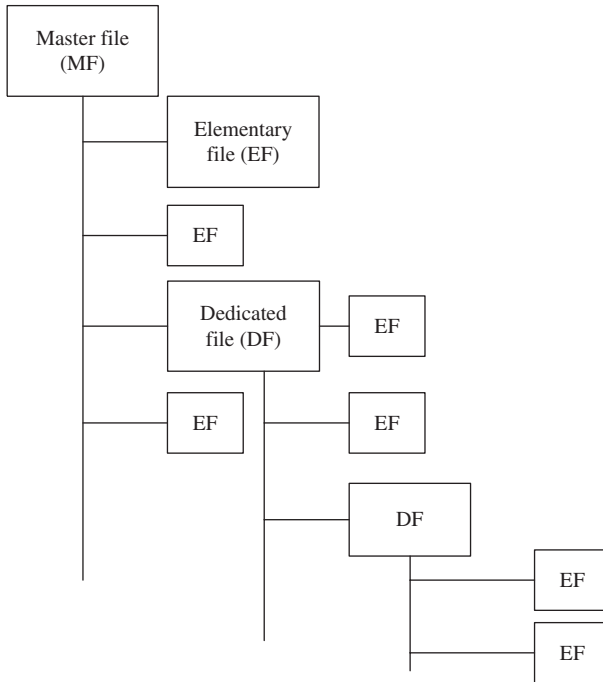 Master file
(MF)
Elementary
file (EF)
EF
Dedicated
file (DF)
EF
EF
EF
DF
EF
EF